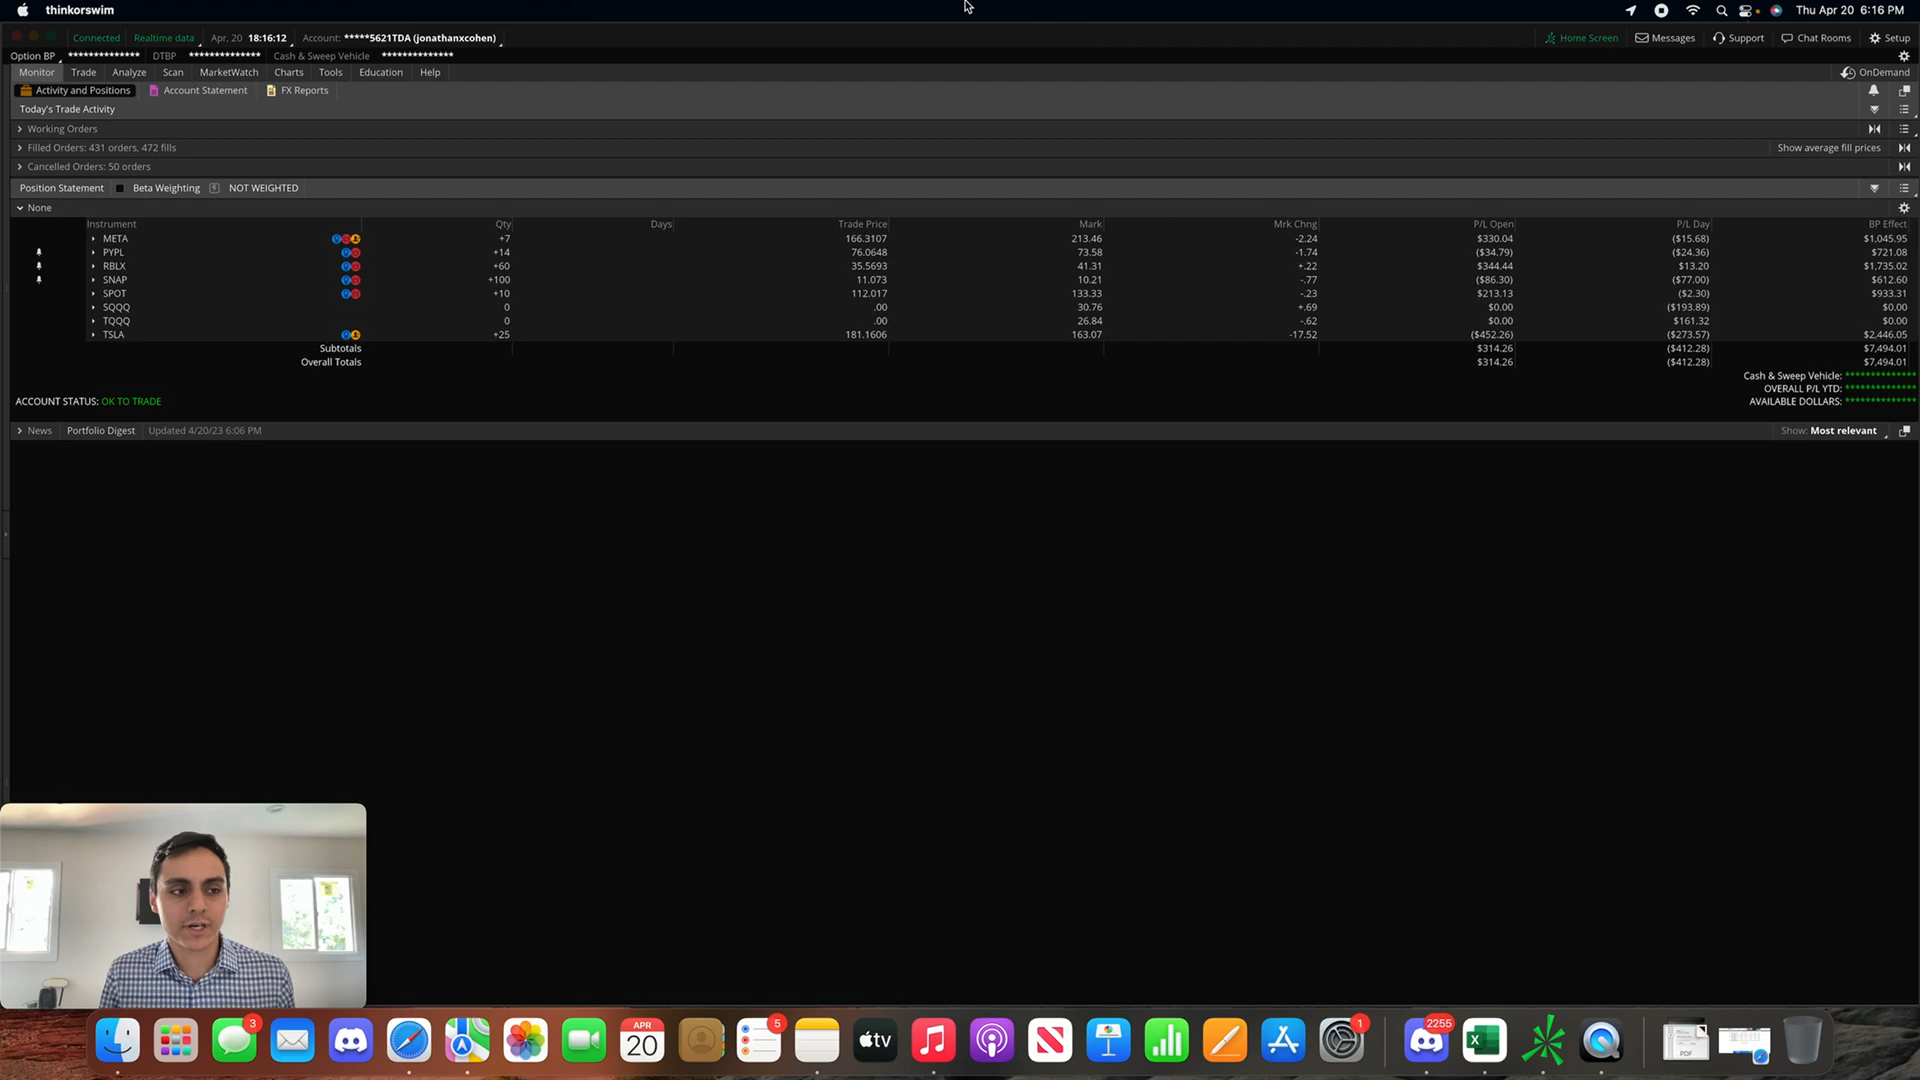 thinkorswim
Thu Apr 20 6:16 PM
Connected Realtime data Apr, 20 18:16:12 Account: *****5621TDA (jonathanxcohen)
Home Screen Messages Support Chat Rooms Setup
Option BP ************** DTBP ************** Cash & Sweep Vehicle **************
Monitor Trade Analyze Scan MarketWatch Charts Tools Education Help
OnDemand
Activity and Positions Account Statement FX Reports
Today's Trade Activity
Working Orders
Filled Orders: 431 orders, 472 fills
Show average fill prices
Cancelled Orders: 50 orders
Position Statement Beta Weighting NOT WEIGHTED
None
Instrument Qty Days Trade Price Mark Mrk Chng P/L Open P/L Day BP Effect
META +7 166.3107 213.46 -2.24 $330.04 ($15.68) $1,045.95
PYPL +14 76.0648 73.58 -1.74 ($34.79) ($24.36) $721.08
RBLX +60 35.5693 41.31 +.22 $344.44 $13.20 $1,735.02
SNAP +100 11.073 10.21 -.77 ($86.30) ($77.00) $612.60
SPOT +10 112.017 133.33 -.23 $213.13 ($2.30) $933.31
SQQQ 0 .00 30.76 +.69 $0.00 ($193.89) $0.00
TQQQ 0 .00 26.84 -.62 $0.00 $161.32 $0.00
TSLA +25 181.1606 163.07 -17.52 ($452.26) ($273.57) $2,446.05
Subtotals $314.26 ($412.28) $7,494.01
Overall Totals $314.26 ($412.28) $7,494.01
Cash & Sweep Vehicle: **************
OVERALL P/L YTD: **************
ACCOUNT STATUS: OK TO TRADE
AVAILABLE DOLLARS: **************
News Portfolio Digest Updated 4/20/23 6:06 PM
Show: Most relevant
3
APR
20
5
tv
1
2255
X
PDF